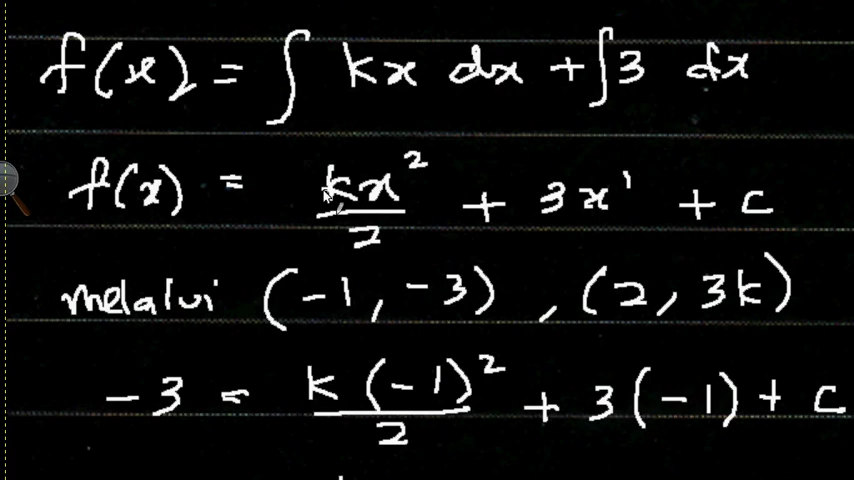 f(x) = ∫ kx dx + ∫3 dx
f(x) = kx²/2 + 3x¹ + c
melalui (-1, -3), (2, 3k)
-3 = k(-1)²/2 + 3(-1) + c